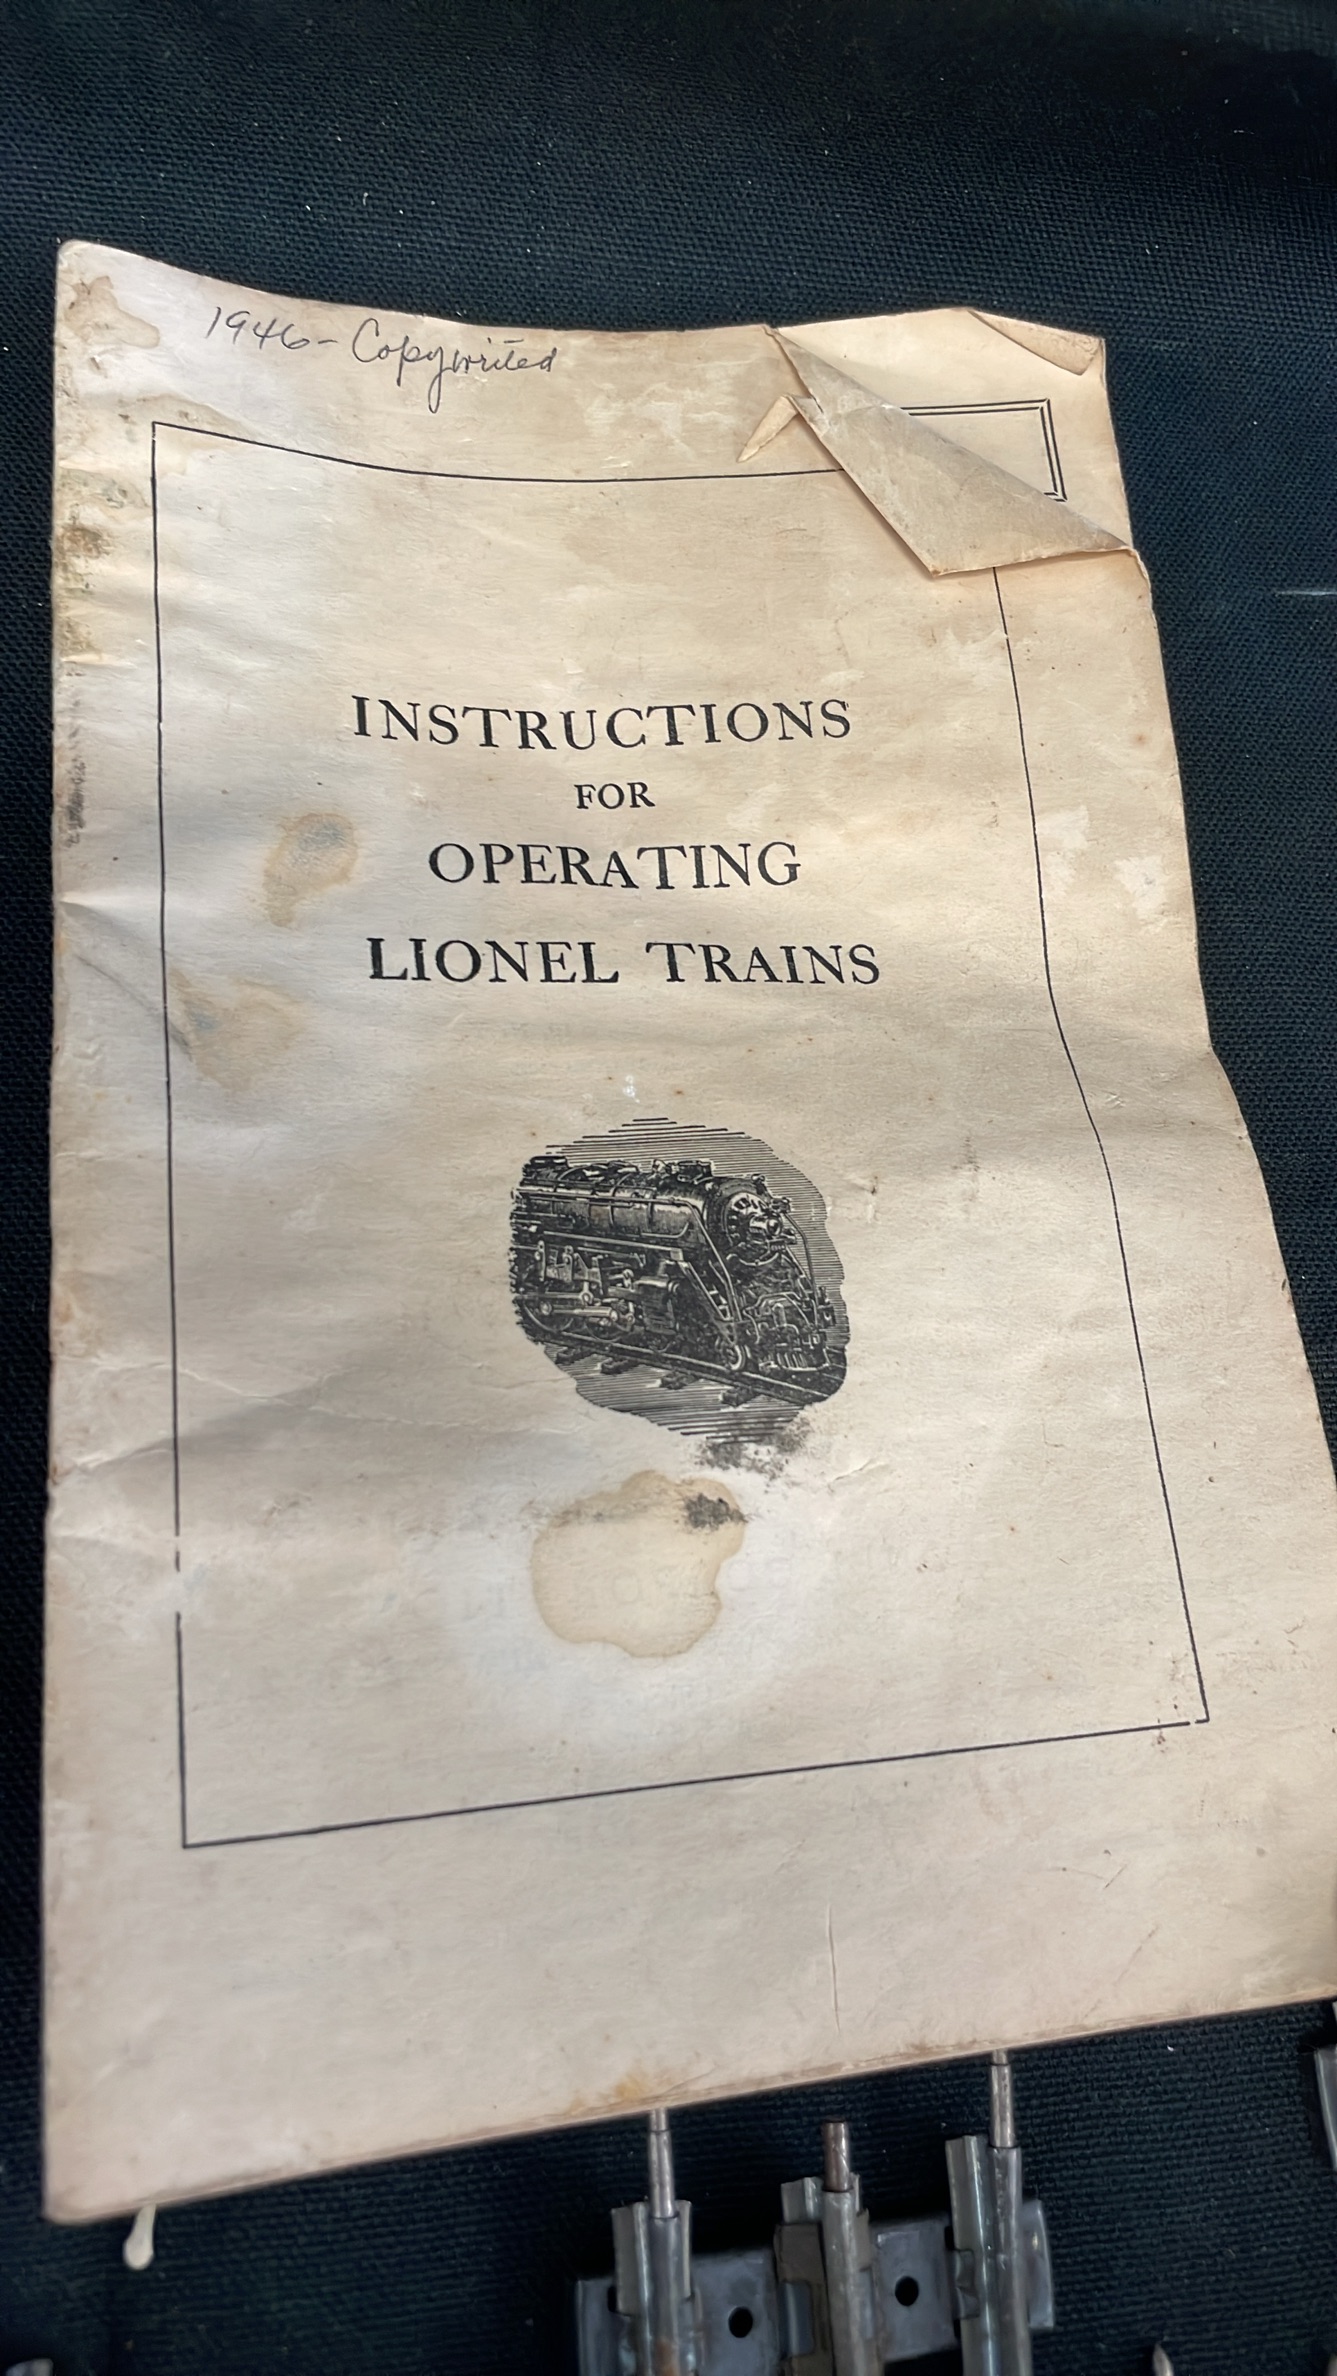 1946- Copywrited
INSTRUCTIONS
FOR
OPERATING
LIONEL TRAINS